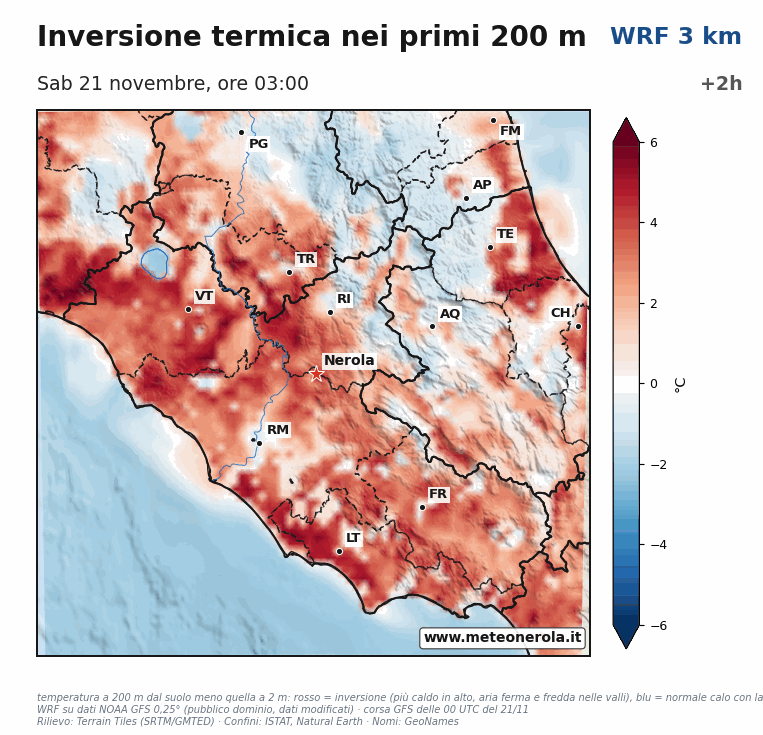 Inversione termica nei primi 200 m WRF 3 km
Sab 21 novembre, ore 03:00 +2h
FM
PG
AP
TE
TR
VT
RI
AQ
CH
Nerola
RM
FR
LT
6
4
2
0
−2
−4
−6
°C
www.meteonerola.it
temperatura a 200 m dal suolo meno quella a 2 m: rosso = inversione (più caldo in alto, aria ferma e fredda nelle valli), blu = normale calo con la
WRF su dati NOAA GFS 0,25° (pubblico dominio, dati modificati) · corsa GFS delle 00 UTC del 21/11
Rilievo: Terrain Tiles (SRTM/GMTED) · Confini: ISTAT, Natural Earth · Nomi: GeoNames